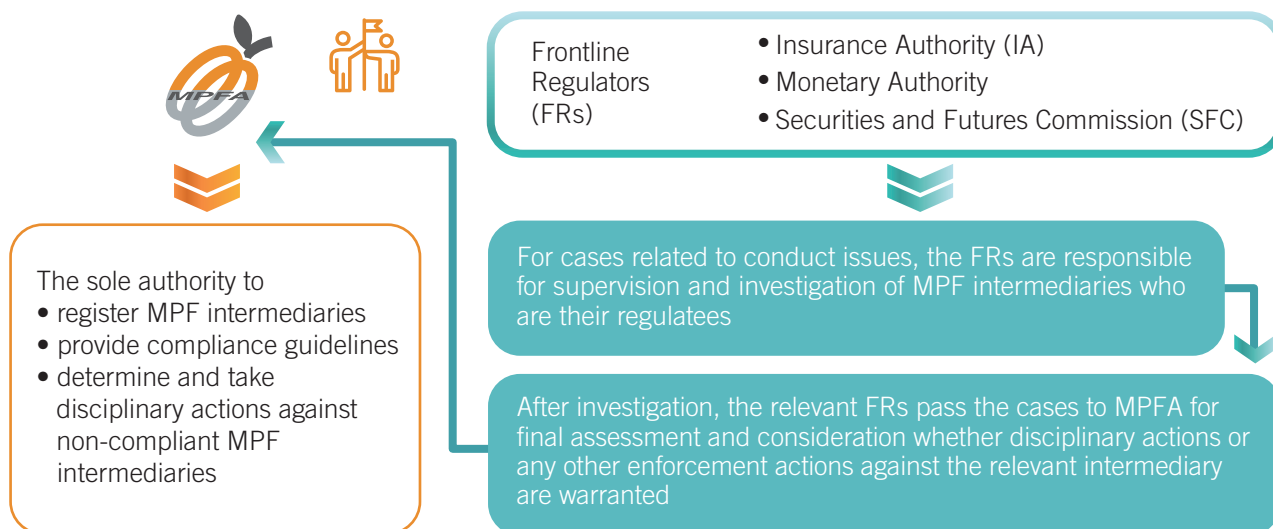 MPFA
Frontline
Regulators
(FRs)
• Insurance Authority (IA)
• Monetary Authority
• Securities and Futures Commission (SFC)
The sole authority to
• register MPF intermediaries
• provide compliance guidelines
• determine and take
disciplinary actions against
non-compliant MPF
intermediaries
For cases related to conduct issues, the FRs are responsible
for supervision and investigation of MPF intermediaries who
are their regulatees
After investigation, the relevant FRs pass the cases to MPFA for
final assessment and consideration whether disciplinary actions or
any other enforcement actions against the relevant intermediary
are warranted